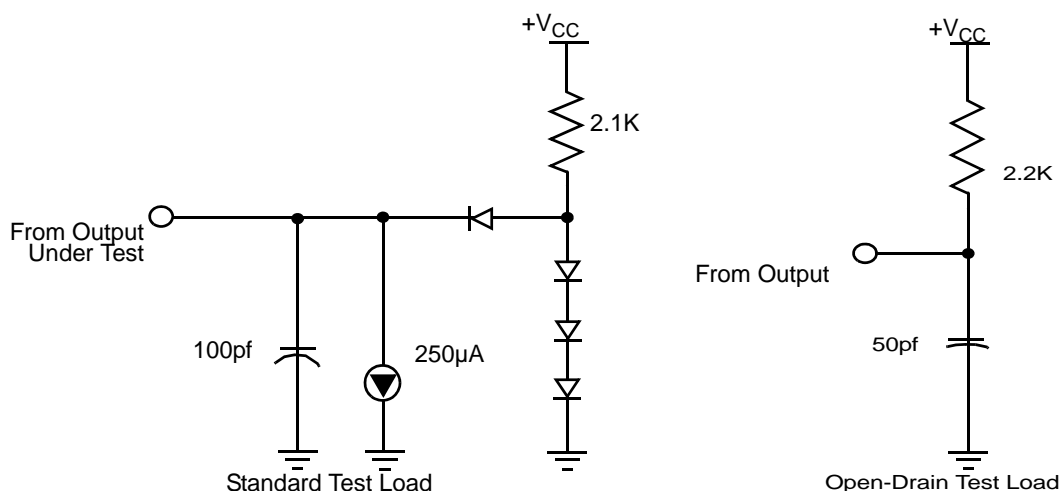 +VCC
2.1K
From Output
Under Test
100pf
250µA
Standard Test Load
+VCC
2.2K
From Output
50pf
Open-Drain Test Load